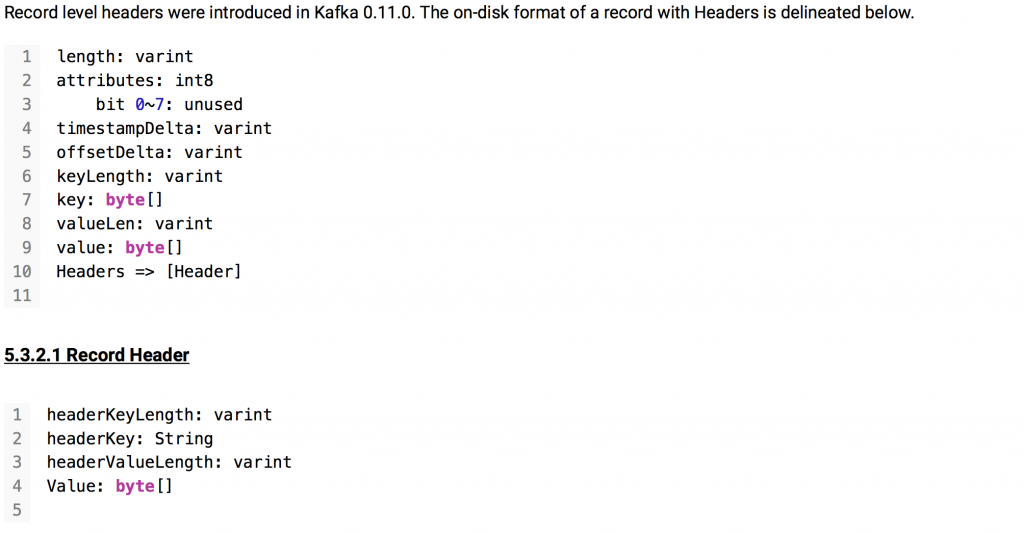 Record level headers were introduced in Kafka 0.11.0. The on-disk format of a record with Headers is delineated below.
1 length: varint
2 attributes: int8
3 bit 0~7: unused
4 timestampDelta: varint
5 offsetDelta: varint
6 keyLength: varint
7 key: byte[]
8 valueLen: varint
9 value: byte[]
10 Headers => [Header]
11
5.3.2.1 Record Header
1 headerKeyLength: varint
2 headerKey: String
3 headerValueLength: varint
4 Value: byte[]
5